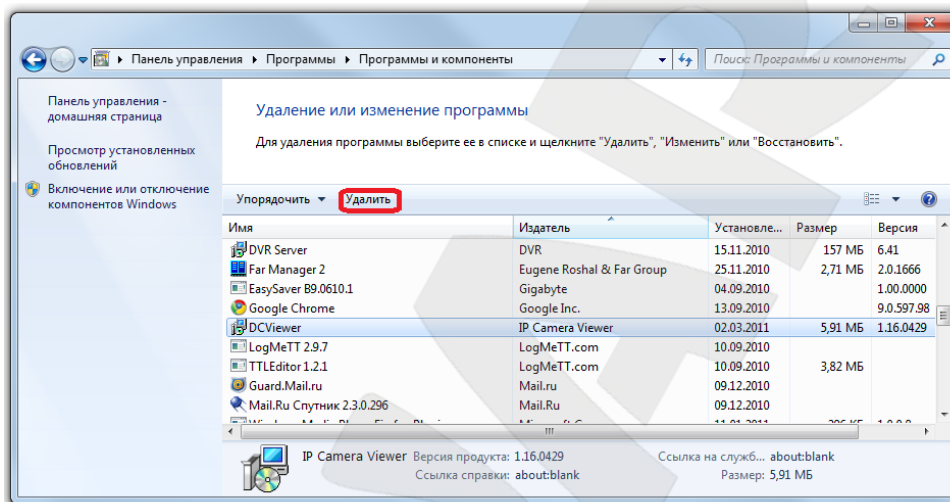 Панель управления ▸ Программы ▸ Программы и компоненты
Поиск: Программы и компоненты
Панель управления - домашняя страница
Просмотр установленных обновлений
Включение или отключение компонентов Windows
Удаление или изменение программы
Для удаления программы выберите ее в списке и щелкните "Удалить", "Изменить" или "Восстановить".
Упорядочить Удалить
Имя Издатель Установле... Размер Версия
DVR Server DVR 15.11.2010 157 МБ 6.41
Far Manager 2 Eugene Roshal & Far Group 25.11.2010 2,71 МБ 2.0.1666
EasySaver B9.0610.1 Gigabyte 04.09.2010 1.00.0000
Google Chrome Google Inc. 13.09.2010 9.0.597.98
DCViewer IP Camera Viewer 02.03.2011 5,91 МБ 1.16.0429
LogMeTT 2.9.7 LogMeTT.com 10.09.2010
TTLEditor 1.2.1 LogMeTT.com 10.09.2010 3,82 МБ
Guard.Mail.ru Mail.ru 09.12.2010
Mail.Ru Спутник 2.3.0.296 Mail.Ru 09.12.2010
IP Camera Viewer Версия продукта: 1.16.0429 Ссылка на служб... about:blank
Ссылка справки: about:blank Размер: 5,91 МБ